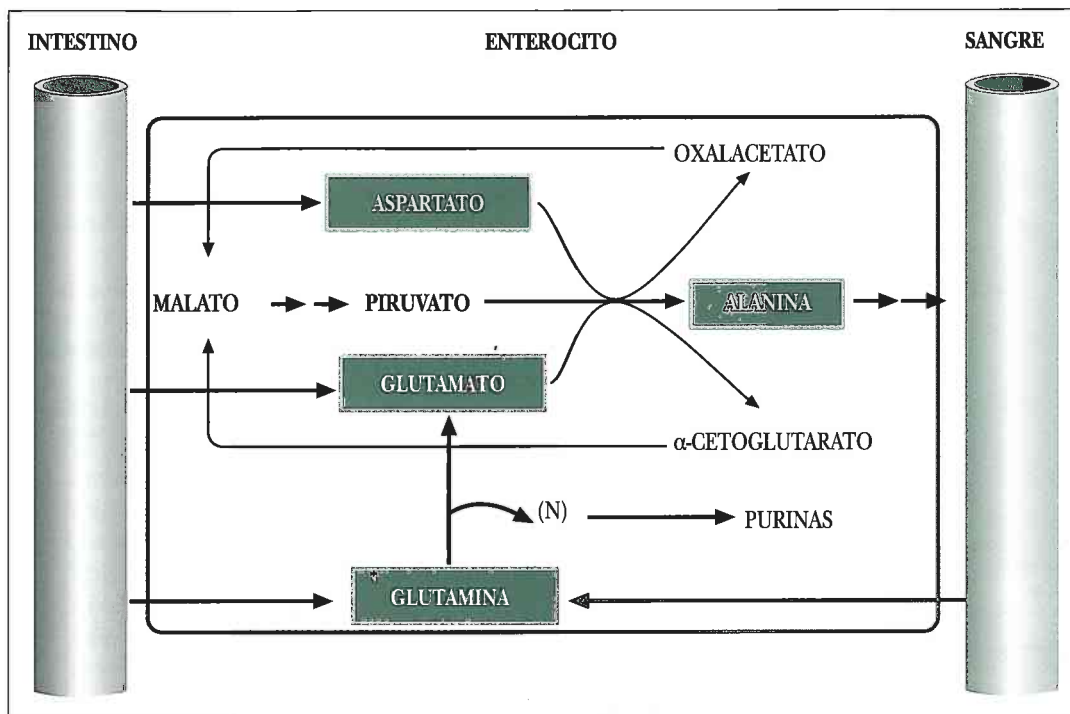 INTESTINO
ENTEROCITO
SANGRE
OXALACETATO
ASPARTATO
MALATO
PIRUVATO
ALANINA
GLUTAMATO
α-CETOGLUTARATO
(N)
PURINAS
GLUTAMINA